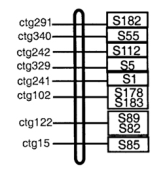 ctg291 S182
ctg340 S55
ctg242 S112
ctg329 S5
ctg241 S1
ctg102 S178
S183
ctg122 S89
S82
ctg15 S85